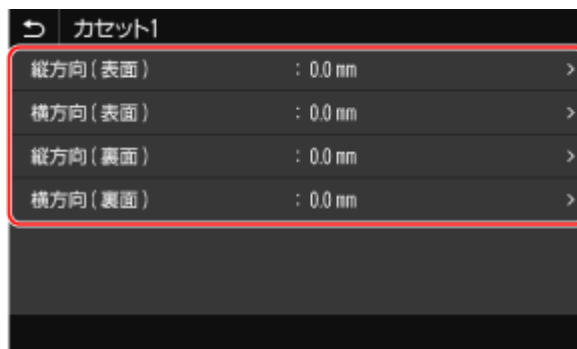 カセット1
縦方向(表面) : 0.0 mm
横方向(表面) : 0.0 mm
縦方向(裏面) : 0.0 mm
横方向(裏面) : 0.0 mm